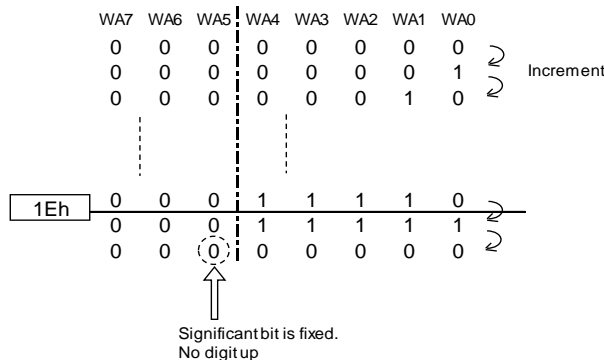 WA7 WA6 WA5 WA4 WA3 WA2 WA1 WA0
0 0 0 0 0 0 0 0
0 0 0 0 0 0 0 1
0 0 0 0 0 0 1 0
Increment
1Eh
0 0 0 1 1 1 1 0
0 0 0 1 1 1 1 1
0 0 0 0 0 0 0 0
Significant bit is fixed.
No digit up